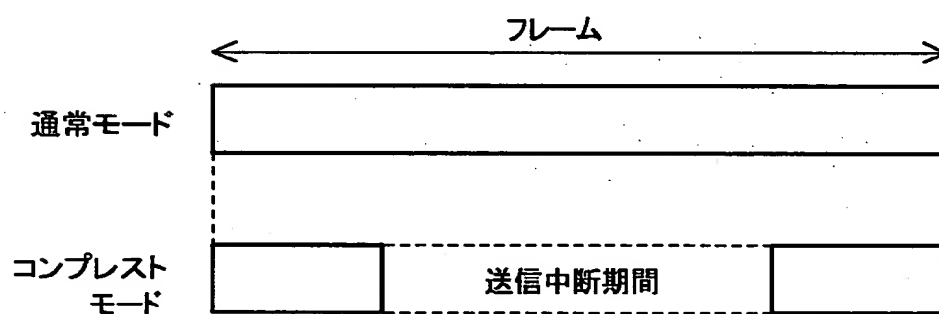 フレーム
通常モード
コンプレスト
モード
送信中断期間